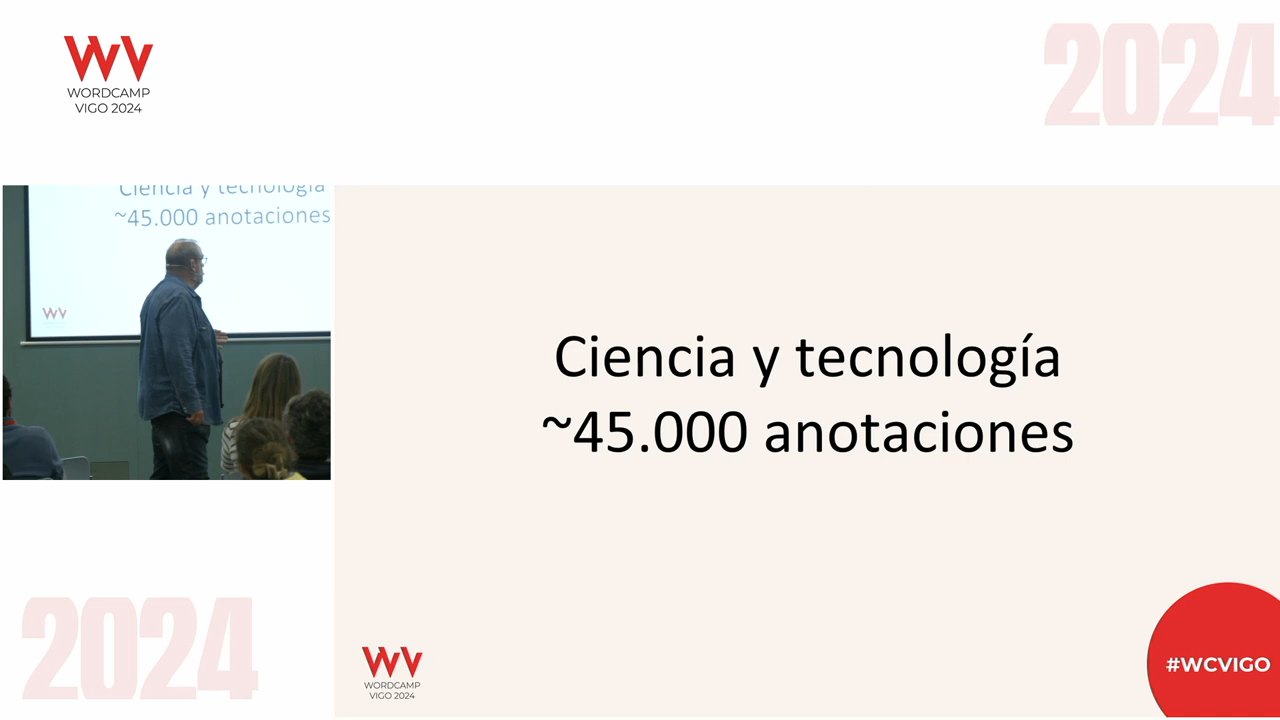 WORDCAMP
VIGO 2024
2024
Ciencia y tecnología
~45.000 anotaciones
WV
Ciencia y tecnología
~45.000 anotaciones
2024
WORDCAMP
VIGO 2024
#WCVIGO